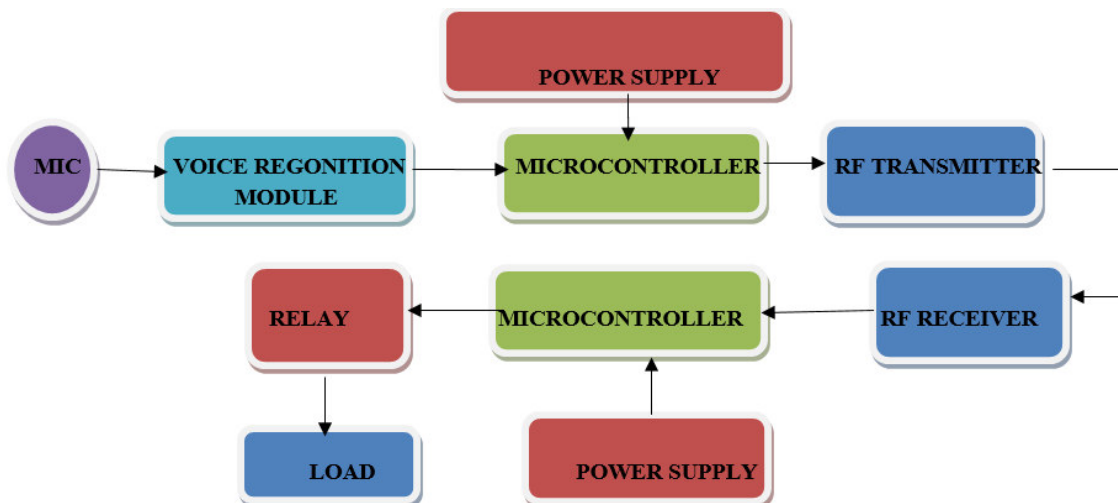 POWER SUPPLY
MIC
VOICE REGONITION
MODULE
MICROCONTROLLER
RF TRANSMITTER
RELAY
MICROCONTROLLER
RF RECEIVER
LOAD
POWER SUPPLY